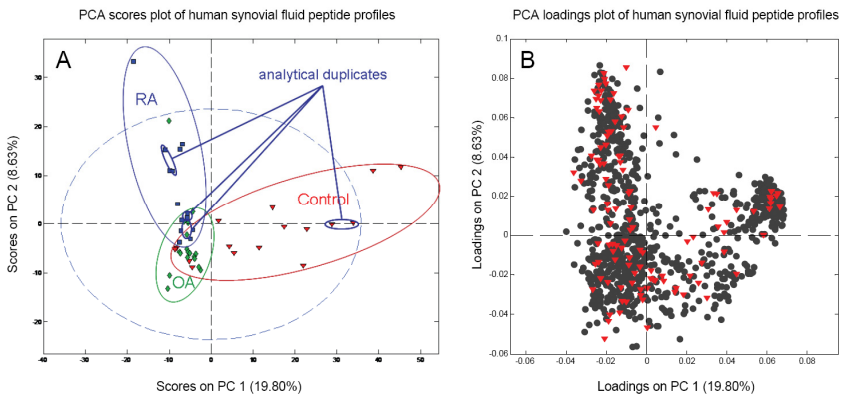 PCA scores plot of human synovial fluid peptide profiles
A
RA
analytical duplicates
Control
OA
Scores on PC 2 (8.63%)
30
20
10
0
-10
-20
-40
-30
-20
-10
0
10
20
30
40
50
Scores on PC 1 (19.80%)
PCA loadings plot of human synovial fluid peptide profiles
B
Loadings on PC 2 (8.63%)
0.1
0.08
0.06
0.04
0.02
0
-0.02
-0.04
-0.06
-0.06
-0.04
-0.02
0
0.02
0.04
0.06
0.08
Loadings on PC 1 (19.80%)